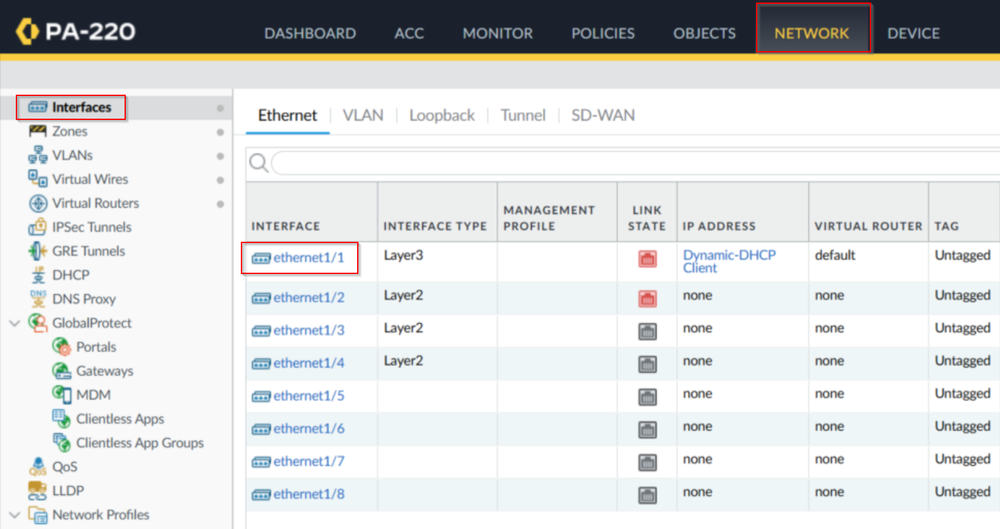 PA-220
DASHBOARD ACC MONITOR POLICIES OBJECTS NETWORK DEVICE
Interfaces
Zones
VLANs
Virtual Wires
Virtual Routers
IPSec Tunnels
GRE Tunnels
DHCP
DNS Proxy
GlobalProtect
Portals
Gateways
MDM
Clientless Apps
Clientless App Groups
QoS
LLDP
Network Profiles
Ethernet VLAN Loopback Tunnel SD-WAN
INTERFACE INTERFACE TYPE MANAGEMENT PROFILE LINK STATE IP ADDRESS VIRTUAL ROUTER TAG
ethernet1/1 Layer3 Dynamic-DHCP Client default Untagged
ethernet1/2 Layer2 none none Untagged
ethernet1/3 Layer2 none none Untagged
ethernet1/4 Layer2 none none Untagged
ethernet1/5 none none Untagged
ethernet1/6 none none Untagged
ethernet1/7 none none Untagged
ethernet1/8 none none Untagged